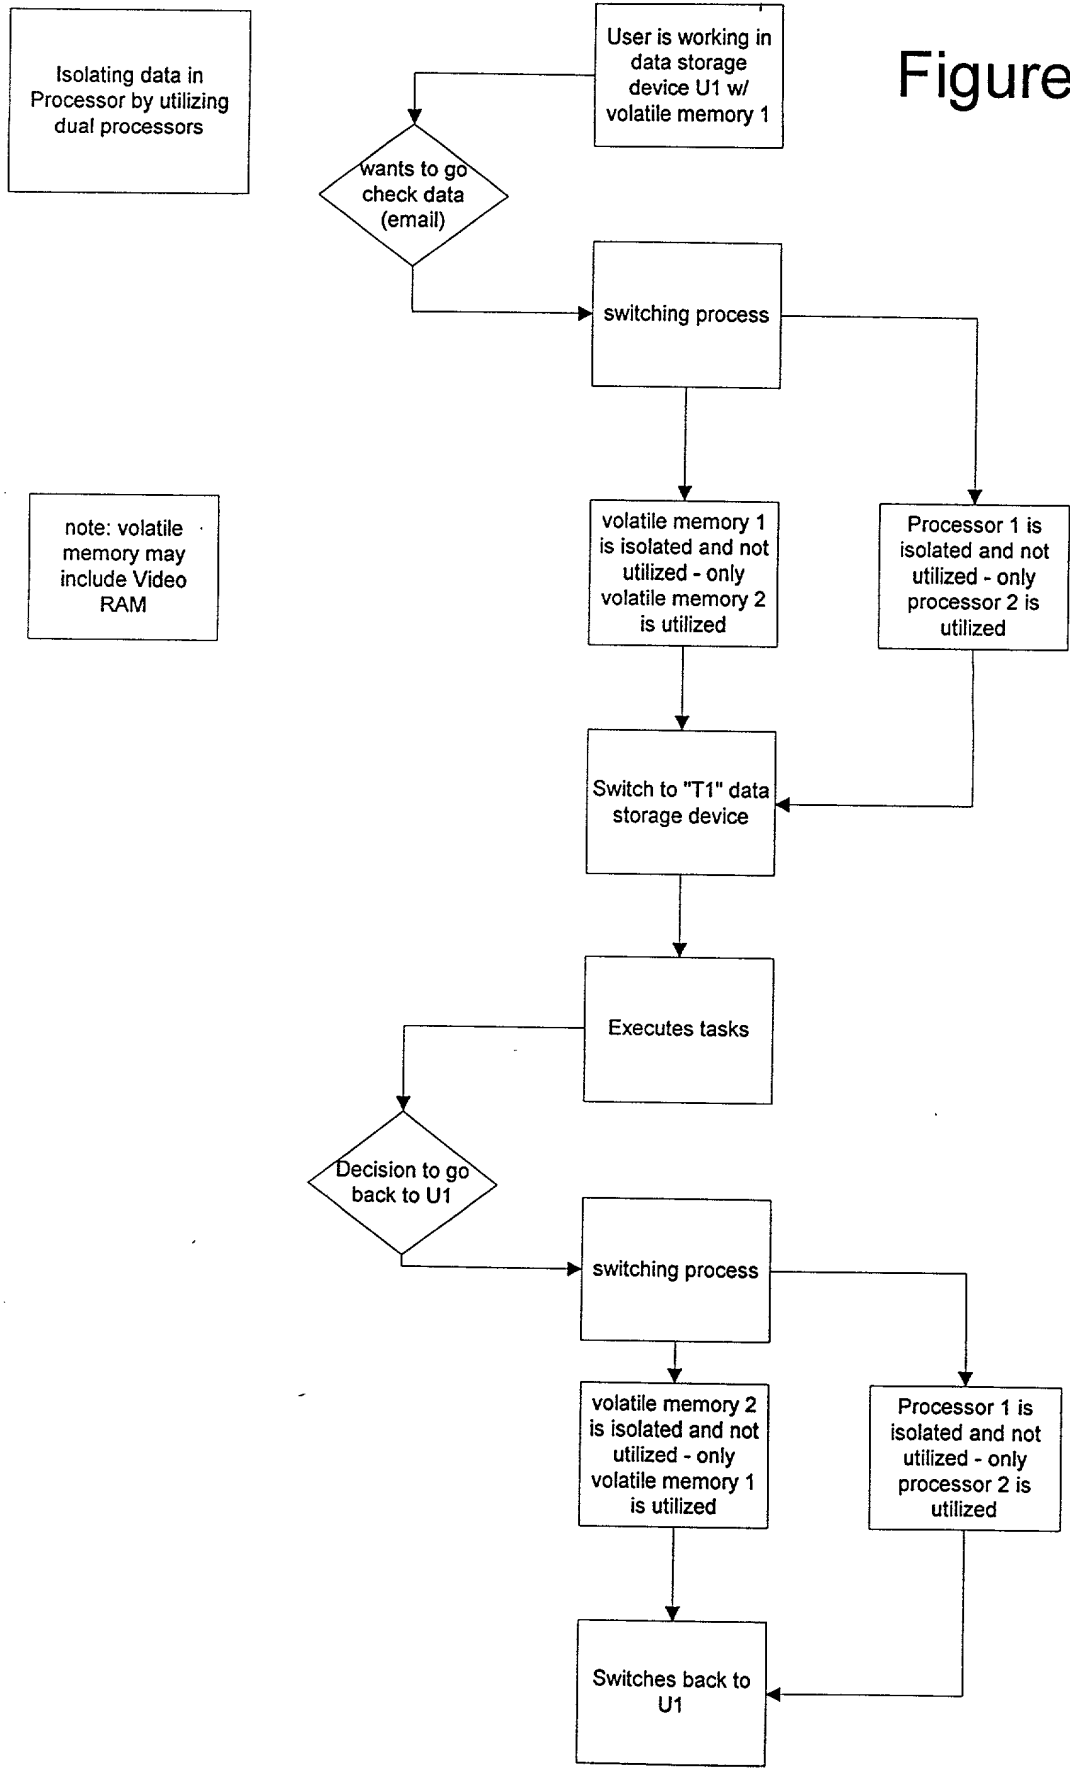 Isolating data in
Processor by utilizing
dual processors
User is working in
data storage
device U1 w/
volatile memory 1
Figure
wants to go
check data
(email)
switching process
note: volatile
memory may
include Video
RAM
volatile memory 1
is isolated and not
utilized - only
volatile memory 2
is utilized
Processor 1 is
isolated and not
utilized - only
processor 2 is
utilized
Switch to "T1" data
storage device
Executes tasks
Decision to go
back to U1
switching process
volatile memory 2
is isolated and not
utilized - only
volatile memory 1
is utilized
Processor 1 is
isolated and not
utilized - only
processor 2 is
utilized
Switches back to
U1